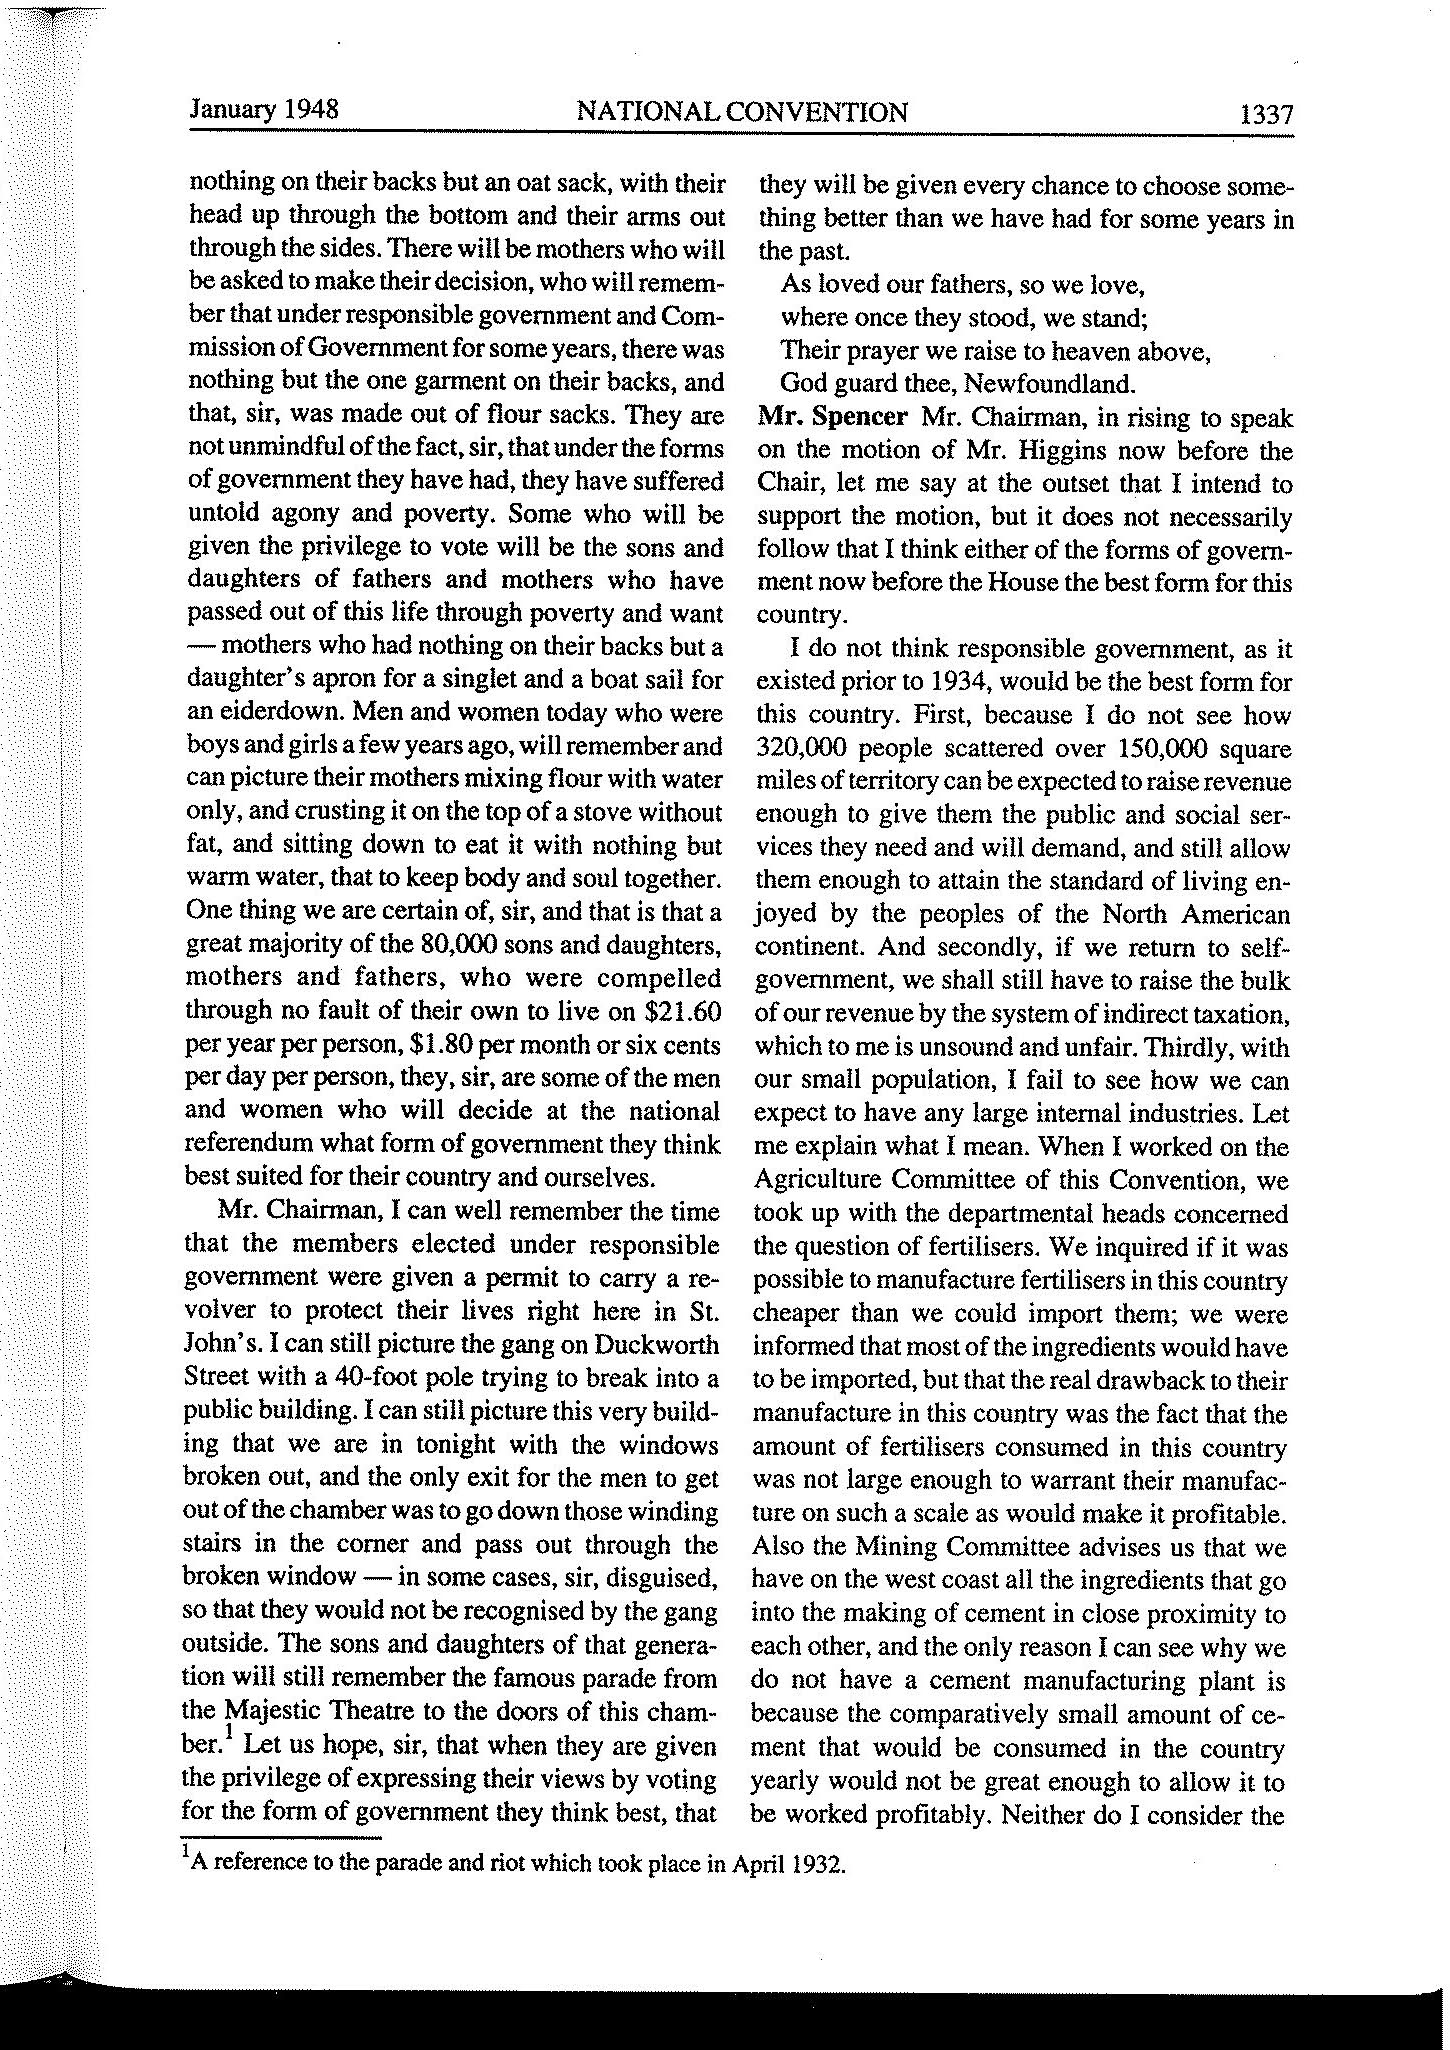 January 1948
NATIONAL CONVENTION
1337
nothing on their backs but an oat sack, with their
head up through the bottom and their arms out
through the sides. There will be mothers who will
be asked to make their decision, who will remem-
ber that under responsible government and Com-
mission of Government for some years, there was
nothing but the one garment on their backs, and
that, sir, was made out of flour sacks. They are
not unmindful of the fact, sir, that under the forms
of government they have had, they have suffered
untold agony and poverty. Some who will be
given the privilege to vote will be the sons and
daughters of fathers and mothers who have
passed out of this life through poverty and want
— mothers who had nothing on their backs but a
daughter's apron for a singlet and a boat sail for
an eiderdown. Men and women today who were
boys and girls a few years ago, will remember and
can picture their mothers mixing flour with water
only, and crusting it on the top of a stove without
fat, and sitting down to eat it with nothing but
warm water, that to keep body and soul together.
One thing we are certain of, sir, and that is that a
great majority of the 80,000 sons and daughters,
mothers and fathers, who were compelled
through no fault of their own to live on $21.60
per year per person, $1.80 per month or six cents
per day per person, they, sir, are some of the men
and women who will decide at the national
referendum what form of government they think
best suited for their country and ourselves.
Mr. Chairman, I can well remember the time
that the members elected under responsible
government were given a permit to carry a re-
volver to protect their lives right here in St.
John's. I can still picture the gang on Duckworth
Street with a 40-foot pole trying to break into a
public building. I can still picture this very build-
ing that we are in tonight with the windows
broken out, and the only exit for the men to get
out of the chamber was to go down those winding
stairs in the corner and pass out through the
broken window — in some cases, sir, disguised,
so that they would not be recognised by the gang
outside. The sons and daughters of that genera-
tion will still remember the famous parade from
the Majestic Theatre to the doors of this cham-
ber.1 Let us hope, sir, that when they are given
the privilege of expressing their views by voting
for the form of government they think best, that
they will be given every chance to choose some-
thing better than we have had for some years in
the past.
As loved our fathers, so we love,
where once they stood, we stand;
Their prayer we raise to heaven above,
God guard thee, Newfoundland.
Mr. Spencer Mr. Chairman, in rising to speak
on the motion of Mr. Higgins now before the
Chair, let me say at the outset that I intend to
support the motion, but it does not necessarily
follow that I think either of the forms of govern-
ment now before the House the best form for this
country.
I do not think responsible government, as it
existed prior to 1934, would be the best form for
this country. First, because I do not see how
320,000 people scattered over 150,000 square
miles of territory can be expected to raise revenue
enough to give them the public and social ser-
vices they need and will demand, and still allow
them enough to attain the standard of living en-
joyed by the peoples of the North American
continent. And secondly, if we return to self-
government, we shall still have to raise the bulk
of our revenue by the system of indirect taxation,
which to me is unsound and unfair. Thirdly, with
our small population, I fail to see how we can
expect to have any large internal industries. Let
me explain what I mean. When I worked on the
Agriculture Committee of this Convention, we
took up with the departmental heads concerned
the question of fertilisers. We inquired if it was
possible to manufacture fertilisers in this country
cheaper than we could import them; we were
informed that most of the ingredients would have
to be imported, but that the real drawback to their
manufacture in this country was the fact that the
amount of fertilisers consumed in this country
was not large enough to warrant their manufac-
ture on such a scale as would make it profitable.
Also the Mining Committee advises us that we
have on the west coast all the ingredients that go
into the making of cement in close proximity to
each other, and the only reason I can see why we
do not have a cement manufacturing plant is
because the comparatively small amount of ce-
ment that would be consumed in the country
yearly would not be great enough to allow it to
be worked profitably. Neither do I consider the
1A reference to the parade and riot which took place in April 1932.